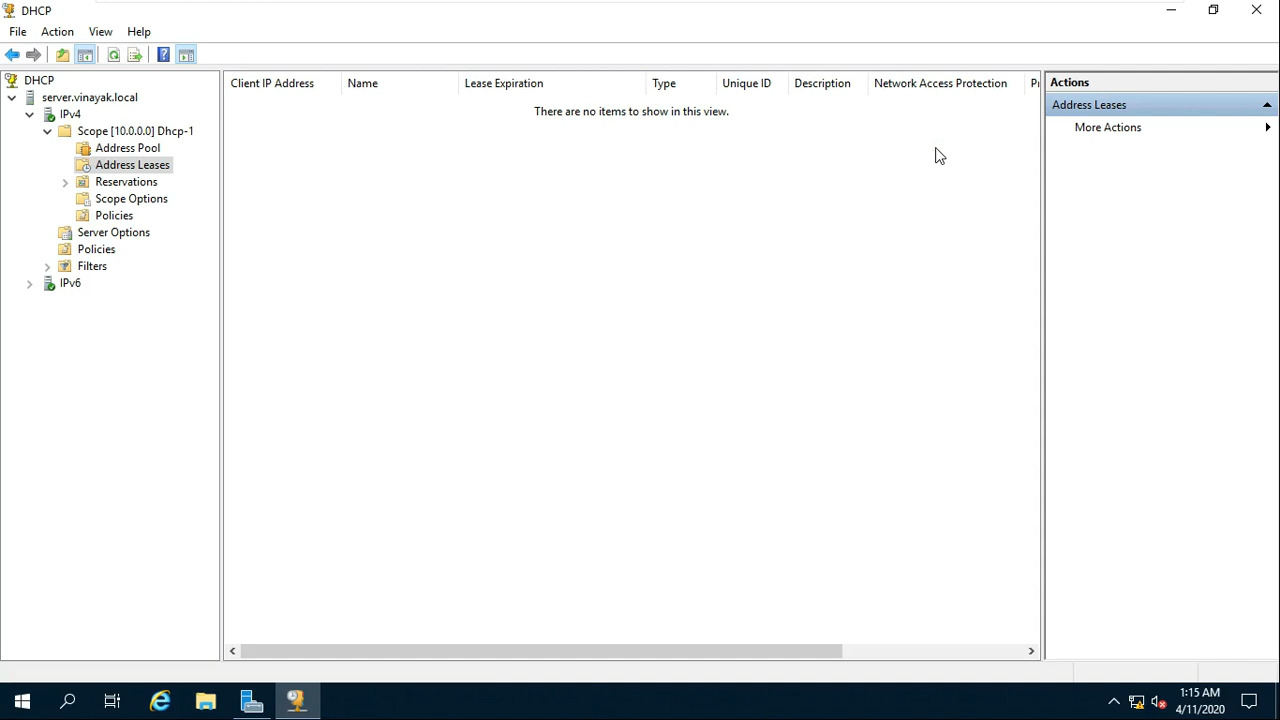 DHCP
File Action View Help
DHCP
server.vinayak.local
IPv4
Scope [10.0.0.0] Dhcp-1
Address Pool
Address Leases
Reservations
Scope Options
Policies
Server Options
Policies
Filters
IPv6
Client IP Address Name Lease Expiration Type Unique ID Description Network Access Protection
There are no items to show in this view.
Actions
Address Leases
More Actions
1:15 AM
4/11/2020